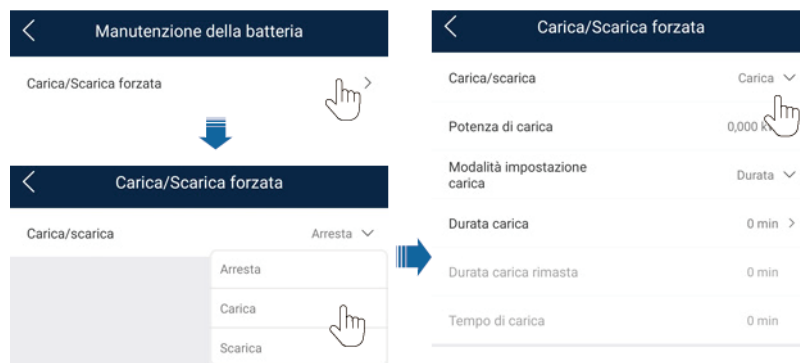 Manutenzione della batteria
Carica/Scarica forzata
Carica/Scarica forzata
Carica/scarica
Arresta
Arresta
Carica
Scarica
Carica/Scarica forzata
Carica/scarica
Carica
Potenza di carica
0,000
Modalità impostazione
carica
Durata
Durata carica
0 min
Durata carica rimasta
0 min
Tempo di carica
0 min